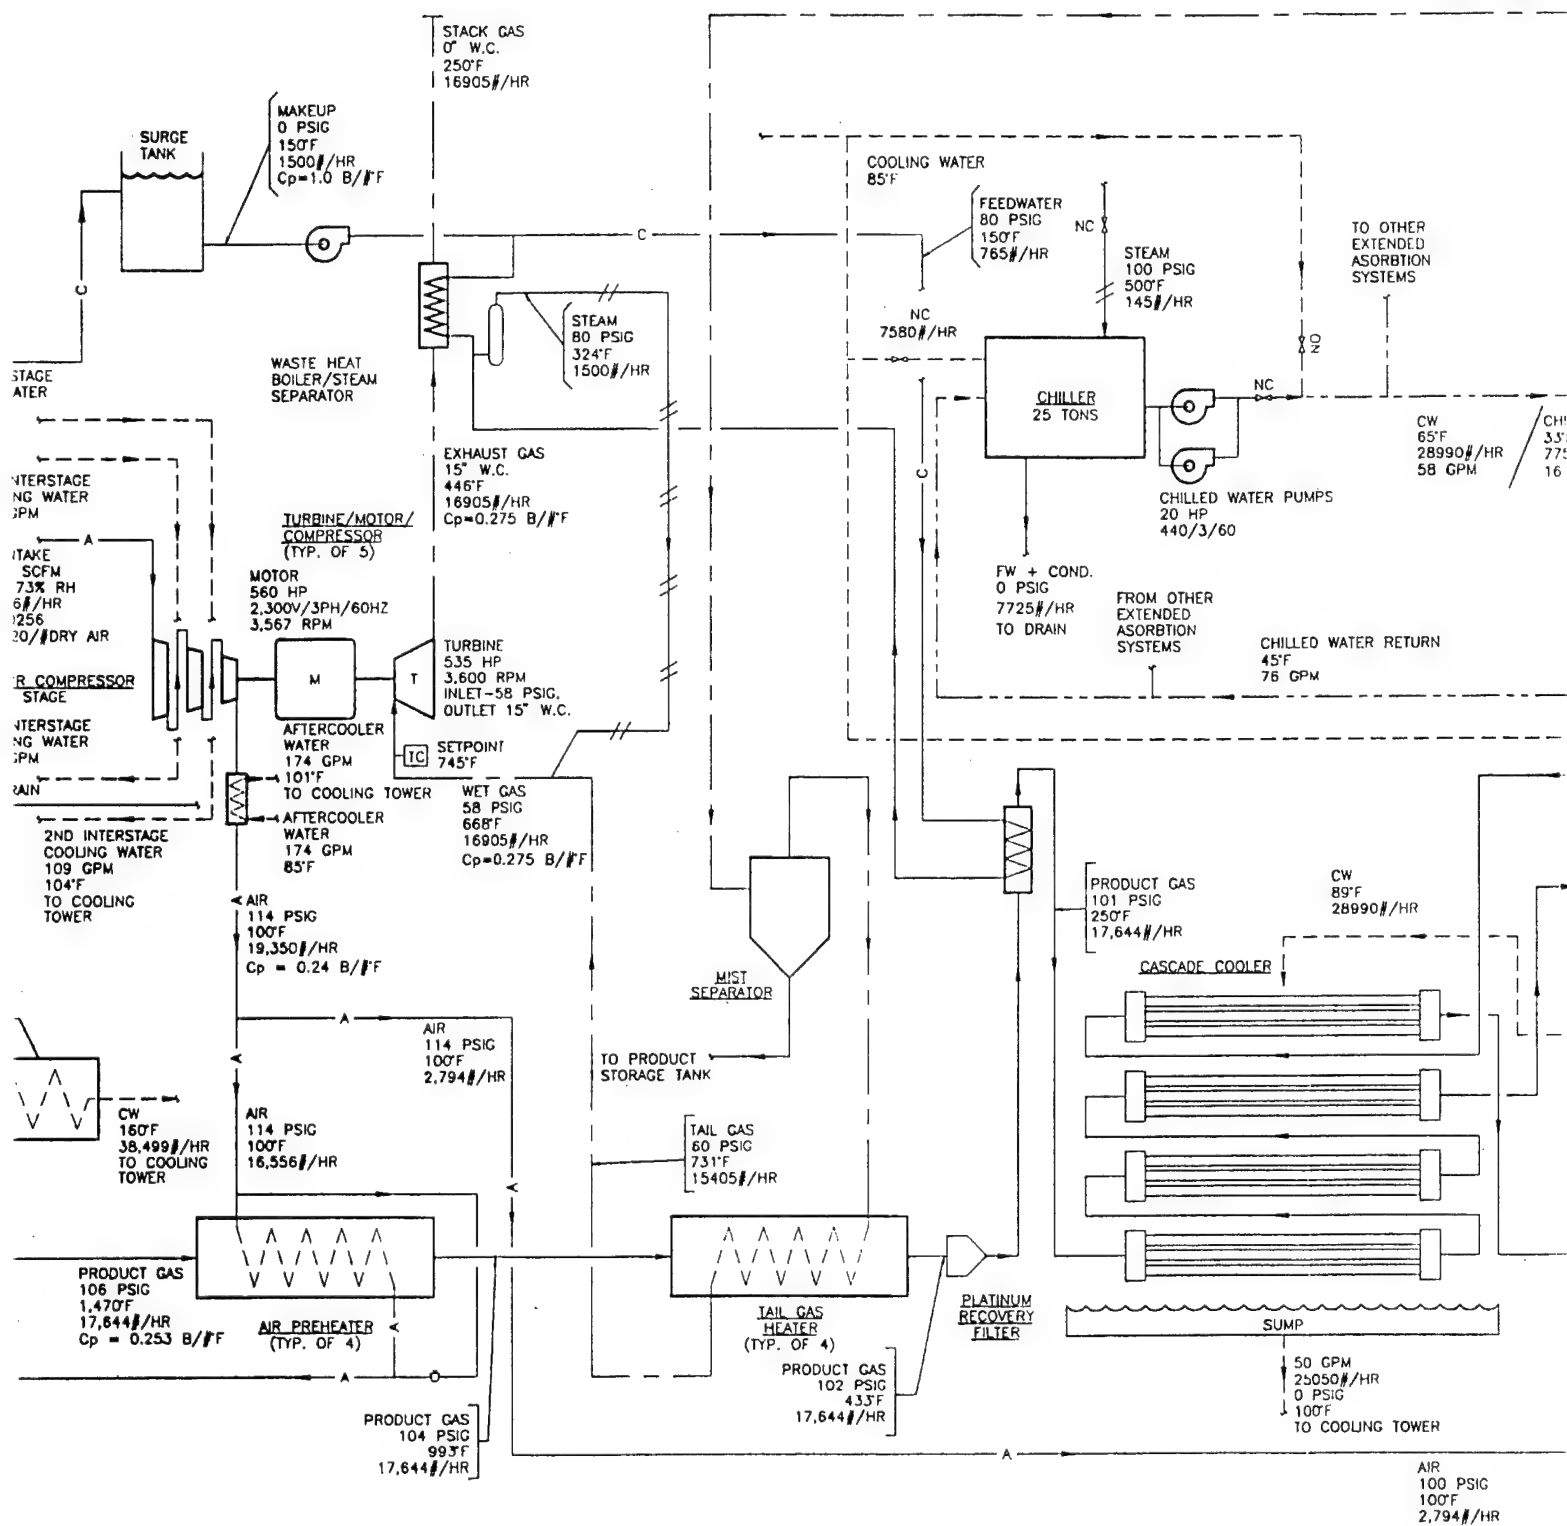 STACK GAS
0" W.C.
250°F
16905#/HR
MAKEUP
0 PSIG
150°F
1500#/HR
Cp=1.0 B/#°F
SURGE
TANK
C
C
COOLING WATER
85°F
FEEDWATER
80 PSIG
150°F
765#/HR
NC
STEAM
100 PSIG
500°F
145#/HR
TO OTHER
EXTENDED
ASORBTION
SYSTEMS
STEAM
80 PSIG
324°F
1500#/HR
NC
7580#/HR
NO
WASTE HEAT
BOILER/STEAM
SEPARATOR
STAGE
ATER
CHILLER
25 TONS
NC
CW
65°F
28990#/HR
58 GPM
CHI
33°
775
16
C
CHILLED WATER PUMPS
20 HP
440/3/60
EXHAUST GAS
15" W.C.
446°F
16905#/HR
Cp=0.275 B/#°F
NTERSTAGE
NG WATER
GPM
A
TURBINE/MOTOR/
COMPRESSOR
(TYP. OF 5)
NTAKE
SCFM
73% RH
6#/HR
0256
20/#DRY AIR
MOTOR
560 HP
2,300V/3PH/60HZ
3,567 RPM
FW + COND.
0 PSIG
7725#/HR
TO DRAIN
FROM OTHER
EXTENDED
ASORBTION
SYSTEMS
CHILLED WATER RETURN
45°F
76 GPM
M
T
TURBINE
535 HP
3,600 RPM
INLET-58 PSIG.
OUTLET 15" W.C.
R COMPRESSOR
STAGE
NTERSTAGE
NG WATER
GPM
RAIN
AFTERCOOLER
WATER
174 GPM
101°F
TO COOLING TOWER
TC
SETPOINT
745°F
AFTERCOOLER
WATER
174 GPM
85°F
WET GAS
58 PSIG
668°F
16905#/HR
Cp=0.275 B/#°F
2ND INTERSTAGE
COOLING WATER
109 GPM
104°F
TO COOLING
TOWER
A
AIR
114 PSIG
100°F
19,350#/HR
Cp = 0.24 B/#°F
PRODUCT GAS
101 PSIG
250°F
17,644#/HR
CW
89°F
28990#/HR
CASCADE COOLER
MIST
SEPARATOR
A
A
AIR
114 PSIG
100°F
2,794#/HR
TO PRODUCT
STORAGE TANK
CW
160°F
38,499#/HR
TO COOLING
TOWER
AIR
114 PSIG
100°F
16,556#/HR
TAIL GAS
60 PSIG
731°F
15405#/HR
A
PRODUCT GAS
106 PSIG
1,470°F
17,644#/HR
Cp = 0.253 B/#°F
AIR PREHEATER
(TYP. OF 4)
A
A
TAIL GAS
HEATER
(TYP. OF 4)
PLATINUM
RECOVERY
FILTER
SUMP
PRODUCT GAS
102 PSIG
433°F
17,644#/HR
50 GPM
25050#/HR
0 PSIG
100°F
TO COOLING TOWER
PRODUCT GAS
104 PSIG
993°F
17,644#/HR
A
AIR
100 PSIG
100°F
2,794#/HR